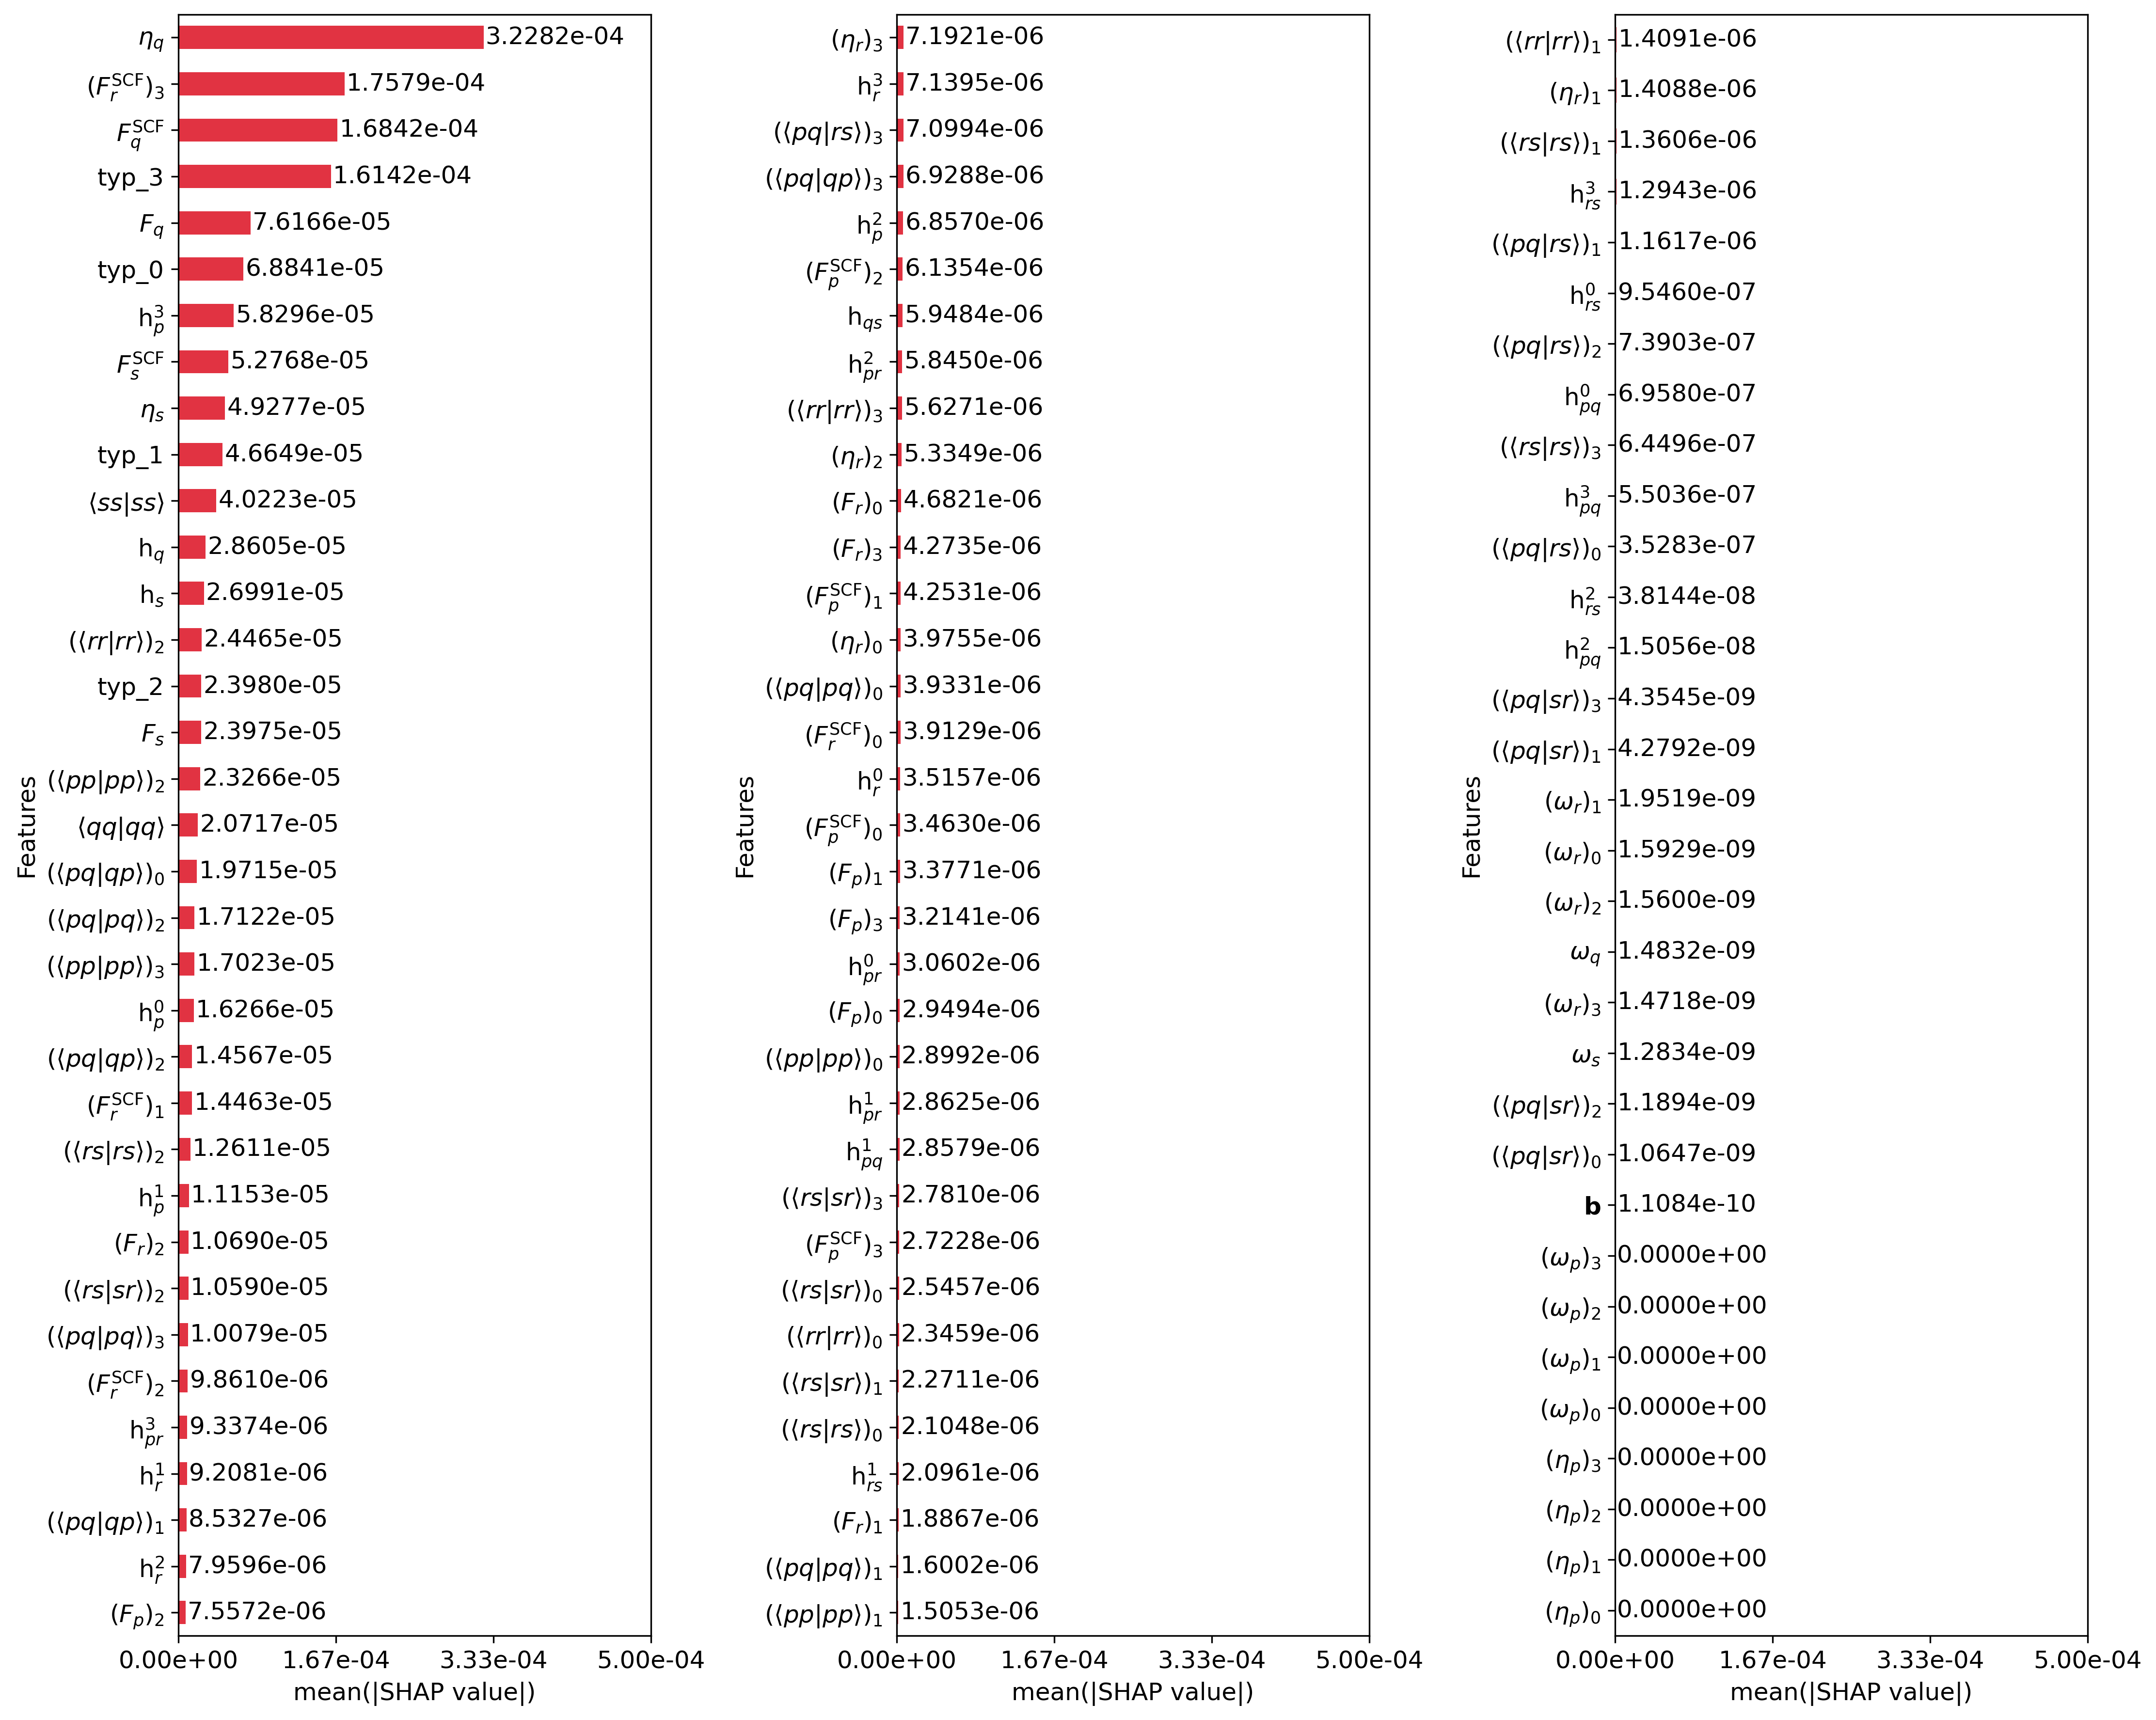 η_q 3.2282e-04
(F_r^SCF)_3 1.7579e-04
F_q^SCF 1.6842e-04
typ_3 1.6142e-04
F_q 7.6166e-05
typ_0 6.8841e-05
h_p^3 5.8296e-05
F_s^SCF 5.2768e-05
η_s 4.9277e-05
typ_1 4.6649e-05
⟨ss|ss⟩ 4.0223e-05
h_q 2.8605e-05
h_s 2.6991e-05
(⟨rr|rr⟩)_2 2.4465e-05
typ_2 2.3980e-05
F_s 2.3975e-05
(⟨pp|pp⟩)_2 2.3266e-05
⟨qq|qq⟩ 2.0717e-05
(⟨pq|qp⟩)_0 1.9715e-05
(⟨pq|pq⟩)_2 1.7122e-05
(⟨pp|pp⟩)_3 1.7023e-05
h_p^0 1.6266e-05
(⟨pq|qp⟩)_2 1.4567e-05
(F_r^SCF)_1 1.4463e-05
(⟨rs|rs⟩)_2 1.2611e-05
h_p^1 1.1153e-05
(F_r)_2 1.0690e-05
(⟨rs|sr⟩)_2 1.0590e-05
(⟨pq|pq⟩)_3 1.0079e-05
(F_r^SCF)_2 9.8610e-06
h_pr^3 9.3374e-06
h_r^1 9.2081e-06
(⟨pq|qp⟩)_1 8.5327e-06
h_r^2 7.9596e-06
(F_p)_2 7.5572e-06
Features
0.00e+00 1.67e-04 3.33e-04 5.00e-04
mean(|SHAP value|)
(η_r)_3 7.1921e-06
h_r^3 7.1395e-06
(⟨pq|rs⟩)_3 7.0994e-06
(⟨pq|qp⟩)_3 6.9288e-06
h_p^2 6.8570e-06
(F_p^SCF)_2 6.1354e-06
h_qs 5.9484e-06
h_pr^2 5.8450e-06
(⟨rr|rr⟩)_3 5.6271e-06
(η_r)_2 5.3349e-06
(F_r)_0 4.6821e-06
(F_r)_3 4.2735e-06
(F_p^SCF)_1 4.2531e-06
(η_r)_0 3.9755e-06
(⟨pq|pq⟩)_0 3.9331e-06
(F_r^SCF)_0 3.9129e-06
h_r^0 3.5157e-06
(F_p^SCF)_0 3.4630e-06
(F_p)_1 3.3771e-06
(F_p)_3 3.2141e-06
h_pr^0 3.0602e-06
(F_p)_0 2.9494e-06
(⟨pp|pp⟩)_0 2.8992e-06
h_pr^1 2.8625e-06
h_pq^1 2.8579e-06
(⟨rs|sr⟩)_3 2.7810e-06
(F_p^SCF)_3 2.7228e-06
(⟨rs|sr⟩)_0 2.5457e-06
(⟨rr|rr⟩)_0 2.3459e-06
(⟨rs|sr⟩)_1 2.2711e-06
(⟨rs|rs⟩)_0 2.1048e-06
h_rs^1 2.0961e-06
(F_r)_1 1.8867e-06
(⟨pq|pq⟩)_1 1.6002e-06
(⟨pp|pp⟩)_1 1.5053e-06
Features
0.00e+00 1.67e-04 3.33e-04 5.00e-04
mean(|SHAP value|)
(⟨rr|rr⟩)_1 1.4091e-06
(η_r)_1 1.4088e-06
(⟨rs|rs⟩)_1 1.3606e-06
h_rs^3 1.2943e-06
(⟨pq|rs⟩)_1 1.1617e-06
h_rs^0 9.5460e-07
(⟨pq|rs⟩)_2 7.3903e-07
h_pq^0 6.9580e-07
(⟨rs|rs⟩)_3 6.4496e-07
h_pq^3 5.5036e-07
(⟨pq|rs⟩)_0 3.5283e-07
h_rs^2 3.8144e-08
h_pq^2 1.5056e-08
(⟨pq|sr⟩)_3 4.3545e-09
(⟨pq|sr⟩)_1 4.2792e-09
(ω_r)_1 1.9519e-09
(ω_r)_0 1.5929e-09
(ω_r)_2 1.5600e-09
ω_q 1.4832e-09
(ω_r)_3 1.4718e-09
ω_s 1.2834e-09
(⟨pq|sr⟩)_2 1.1894e-09
(⟨pq|sr⟩)_0 1.0647e-09
b 1.1084e-10
(ω_p)_3 0.0000e+00
(ω_p)_2 0.0000e+00
(ω_p)_1 0.0000e+00
(ω_p)_0 0.0000e+00
(η_p)_3 0.0000e+00
(η_p)_2 0.0000e+00
(η_p)_1 0.0000e+00
(η_p)_0 0.0000e+00
Features
0.00e+00 1.67e-04 3.33e-04 5.00e-04
mean(|SHAP value|)